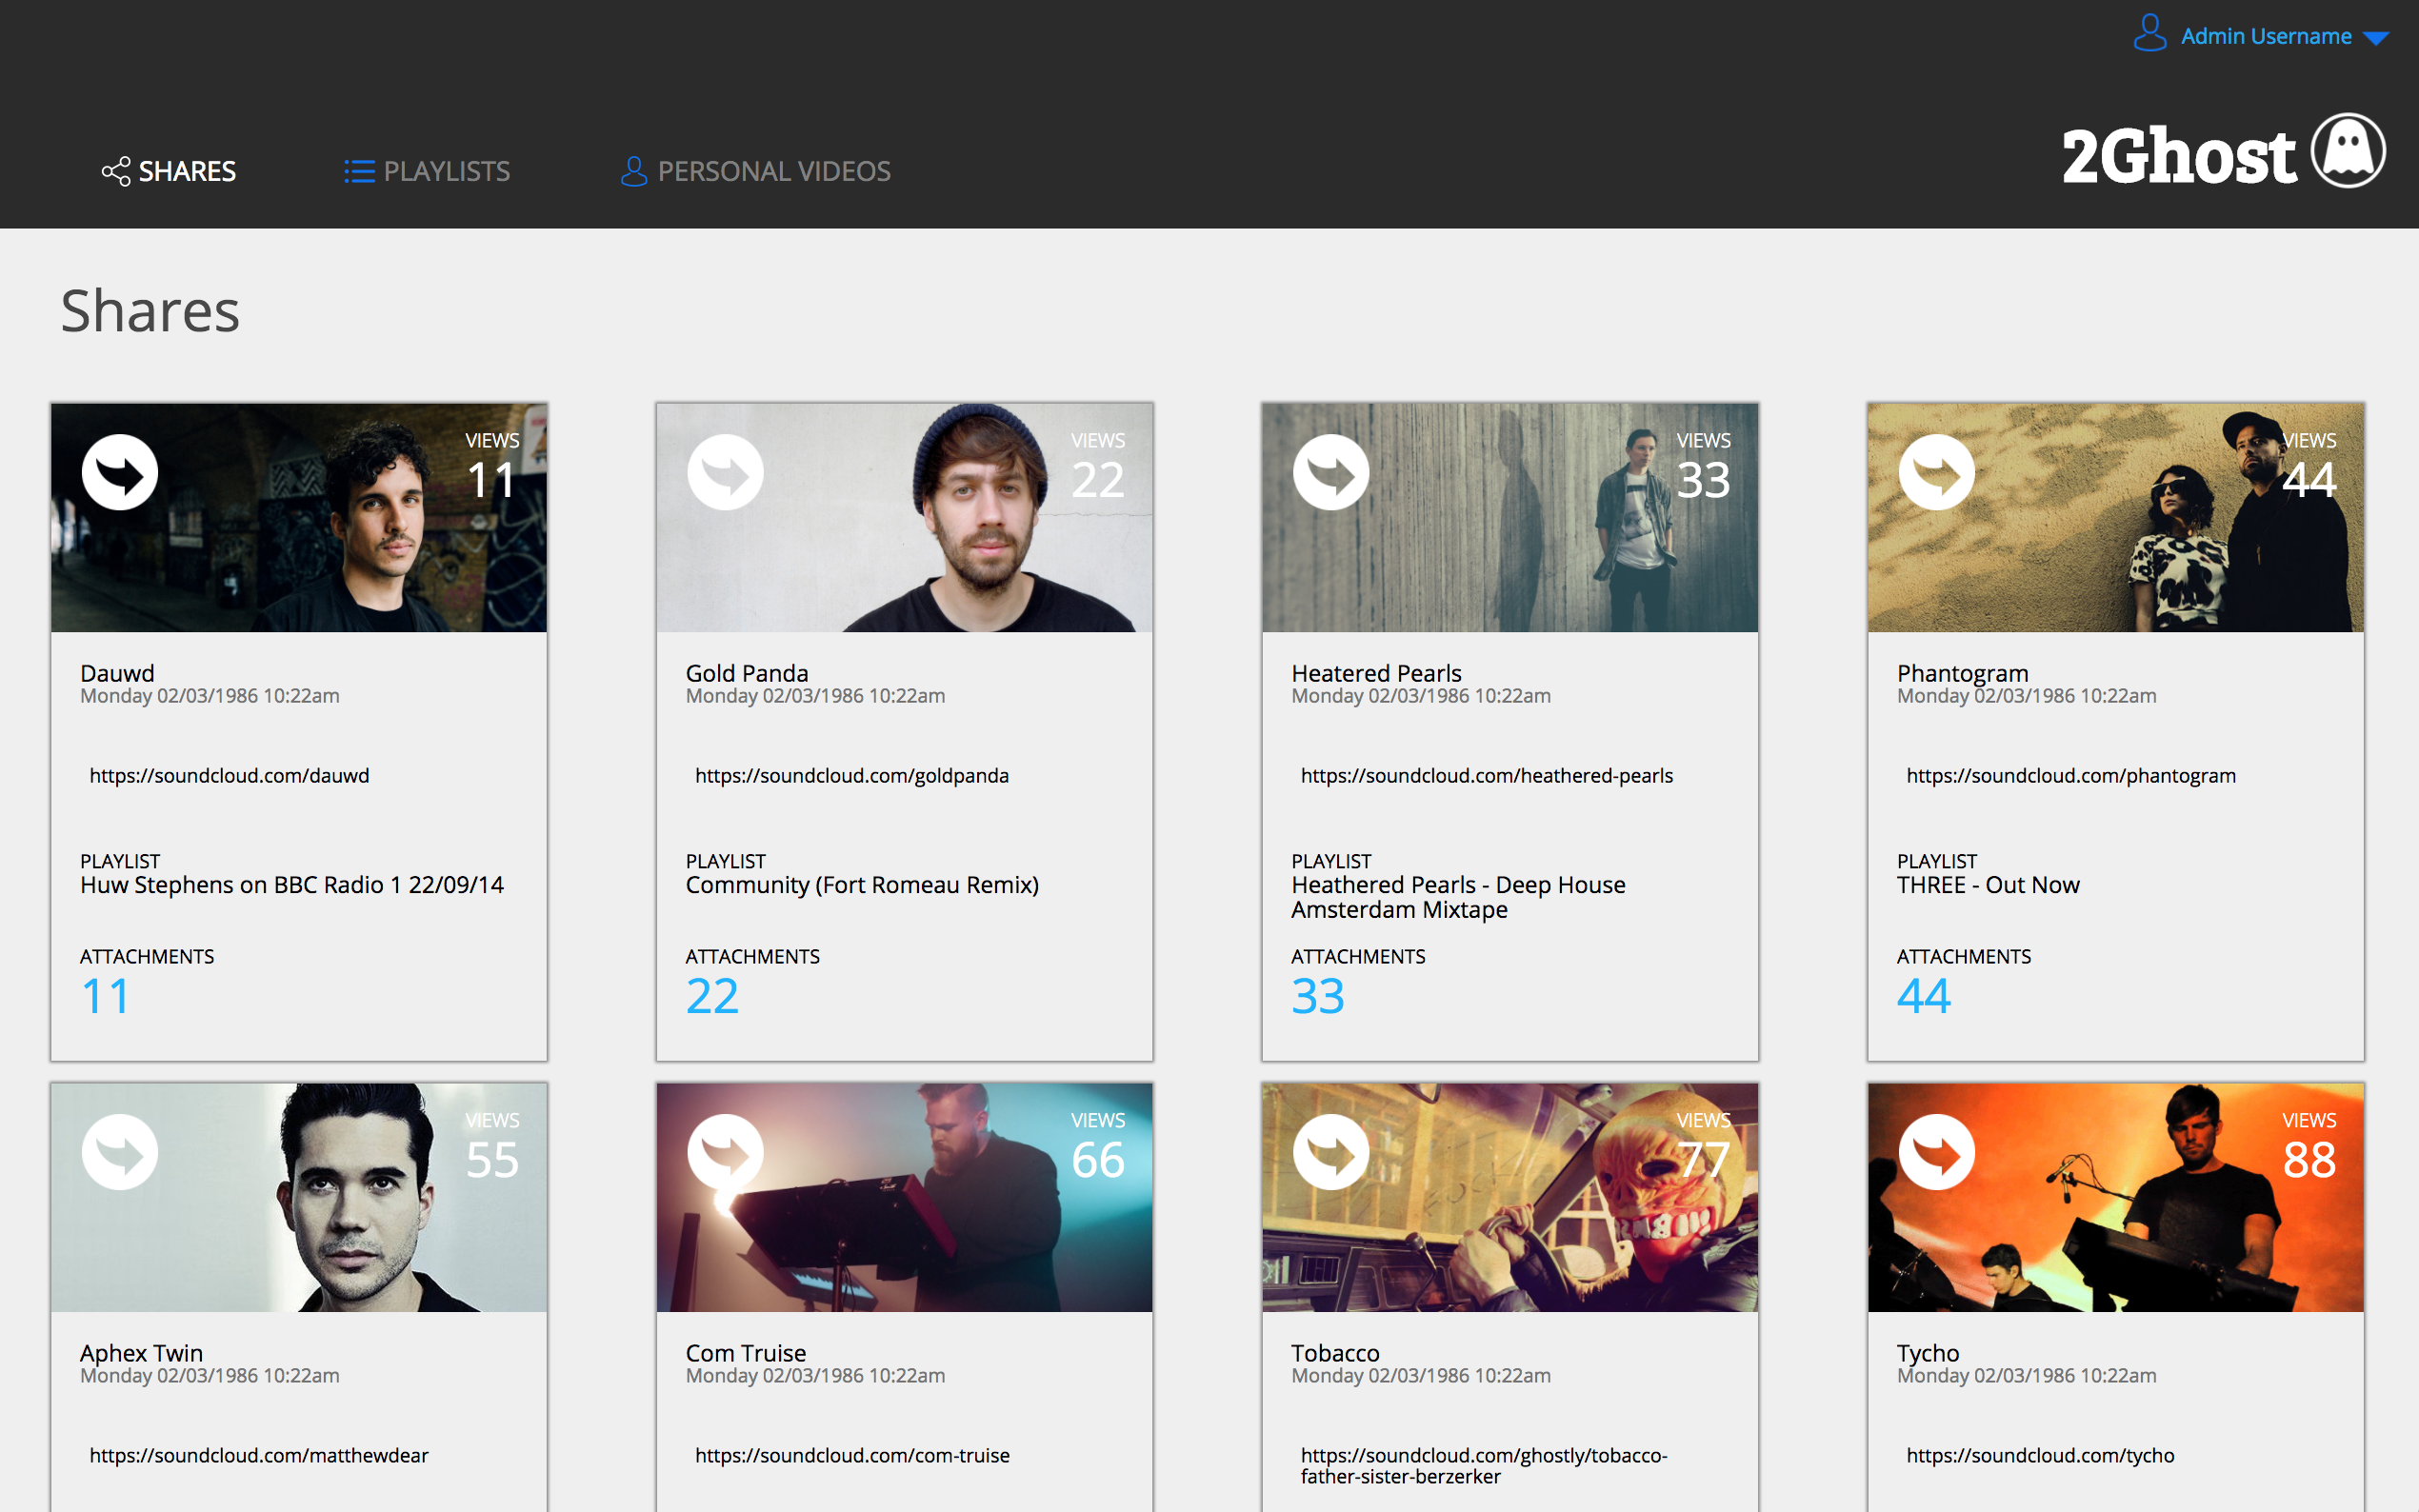 Admin Username
SHARES
PLAYLISTS
PERSONAL VIDEOS
2Ghost
Shares
VIEWS
11
Dauwd
Monday 02/03/1986 10:22am
https://soundcloud.com/dauwd
PLAYLIST
Huw Stephens on BBC Radio 1 22/09/14
ATTACHMENTS
11
VIEWS
22
Gold Panda
Monday 02/03/1986 10:22am
https://soundcloud.com/goldpanda
PLAYLIST
Community (Fort Romeau Remix)
ATTACHMENTS
22
VIEWS
33
Heatered Pearls
Monday 02/03/1986 10:22am
https://soundcloud.com/heathered-pearls
PLAYLIST
Heathered Pearls - Deep House
Amsterdam Mixtape
ATTACHMENTS
33
VIEWS
44
Phantogram
Monday 02/03/1986 10:22am
https://soundcloud.com/phantogram
PLAYLIST
THREE - Out Now
ATTACHMENTS
44
VIEWS
55
Aphex Twin
Monday 02/03/1986 10:22am
https://soundcloud.com/matthewdear
VIEWS
66
Com Truise
Monday 02/03/1986 10:22am
https://soundcloud.com/com-truise
VIEWS
77
Tobacco
Monday 02/03/1986 10:22am
https://soundcloud.com/ghostly/tobacco-
father-sister-berzerker
VIEWS
88
Tycho
Monday 02/03/1986 10:22am
https://soundcloud.com/tycho